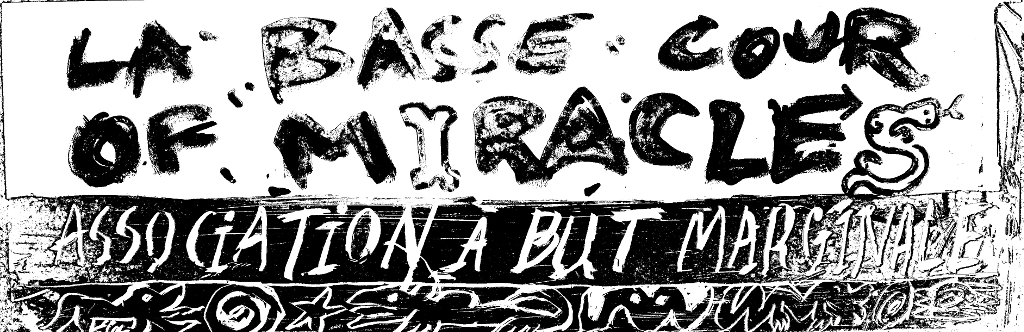 LA BASSE COUR
OF MIRACLES
ASSOCIATION A BUT MARGINALE